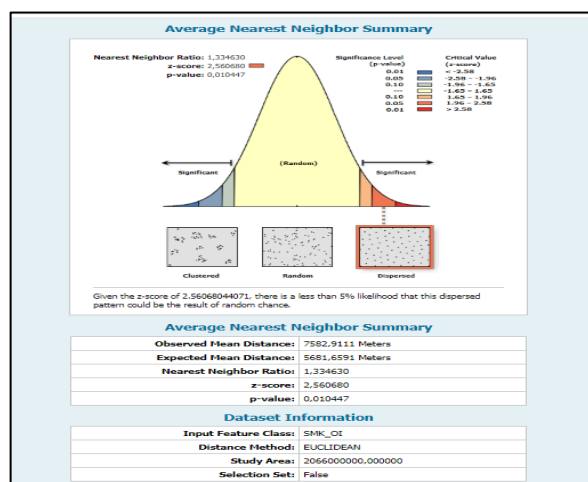 Average Nearest Neighbor Summary
Nearest Neighbor Ratio: 1,334630
z-score: 2,560680
p-value: 0,010447
Significance Level
(p-value)
Critical Value
(z-score)
0.01 < -2.58
0.05 -2.58 - -1.96
0.10 -1.96 - -1.65
--- -1.65 - 1.65
0.10 1.65 - 1.96
0.05 1.96 - 2.58
0.01 > 2.58
Significant
(Random)
Significant
Clustered
Random
Dispersed
Given the z-score of 2.56068044071, there is a less than 5% likelihood that this dispersed
pattern could be the result of random chance.
Average Nearest Neighbor Summary
Observed Mean Distance: 7582,9111 Meters
Expected Mean Distance: 5681,6591 Meters
Nearest Neighbor Ratio: 1,334630
z-score: 2,560680
p-value: 0,010447
Dataset Information
Input Feature Class: SMK_OI
Distance Method: EUCLIDEAN
Study Area: 2066000000,000000
Selection Set: False